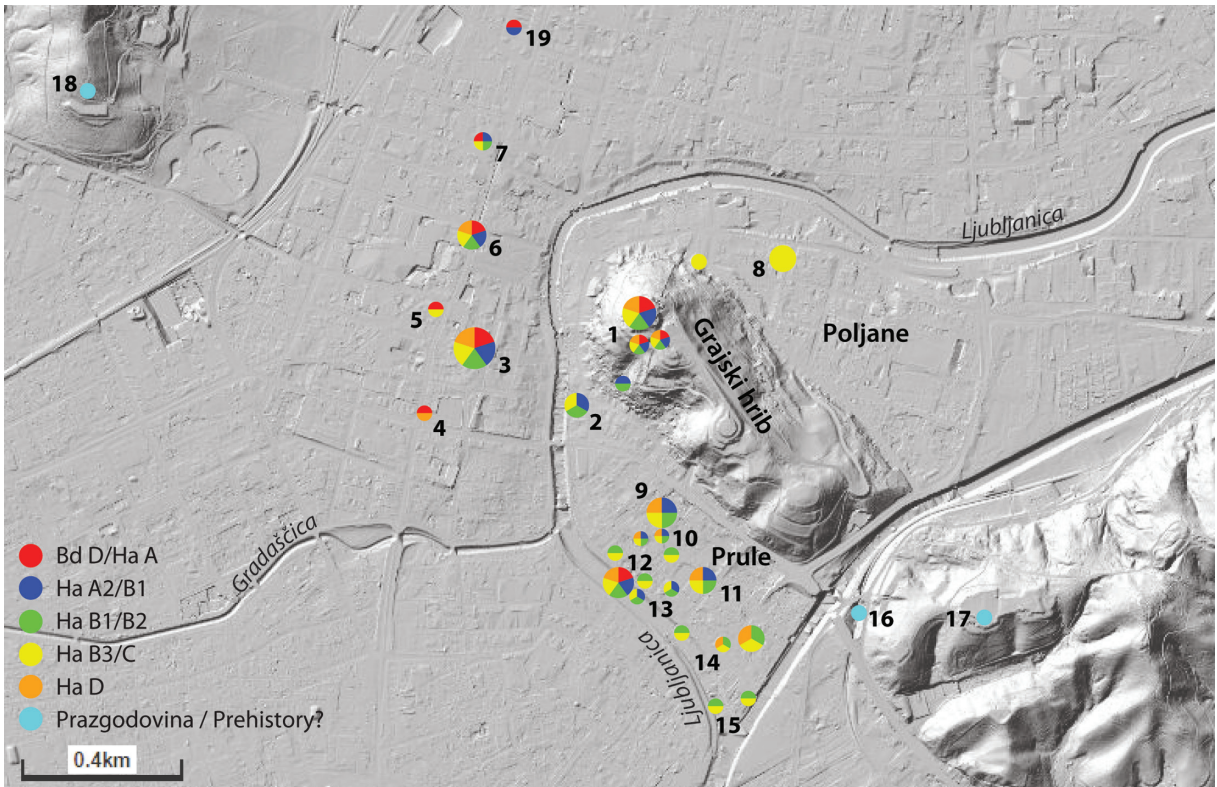 19
18
7
Ljubljanica
6
8
1
5
Poljane
3
Grajski hrib
2
4
9
10
Prule
12
Gradaščica
11
13
16
17
14
Ljubljanica
15
Bd D/Ha A
Ha A2/B1
Ha B1/B2
Ha B3/C
Ha D
Prazgodovina / Prehistory?
0.4km